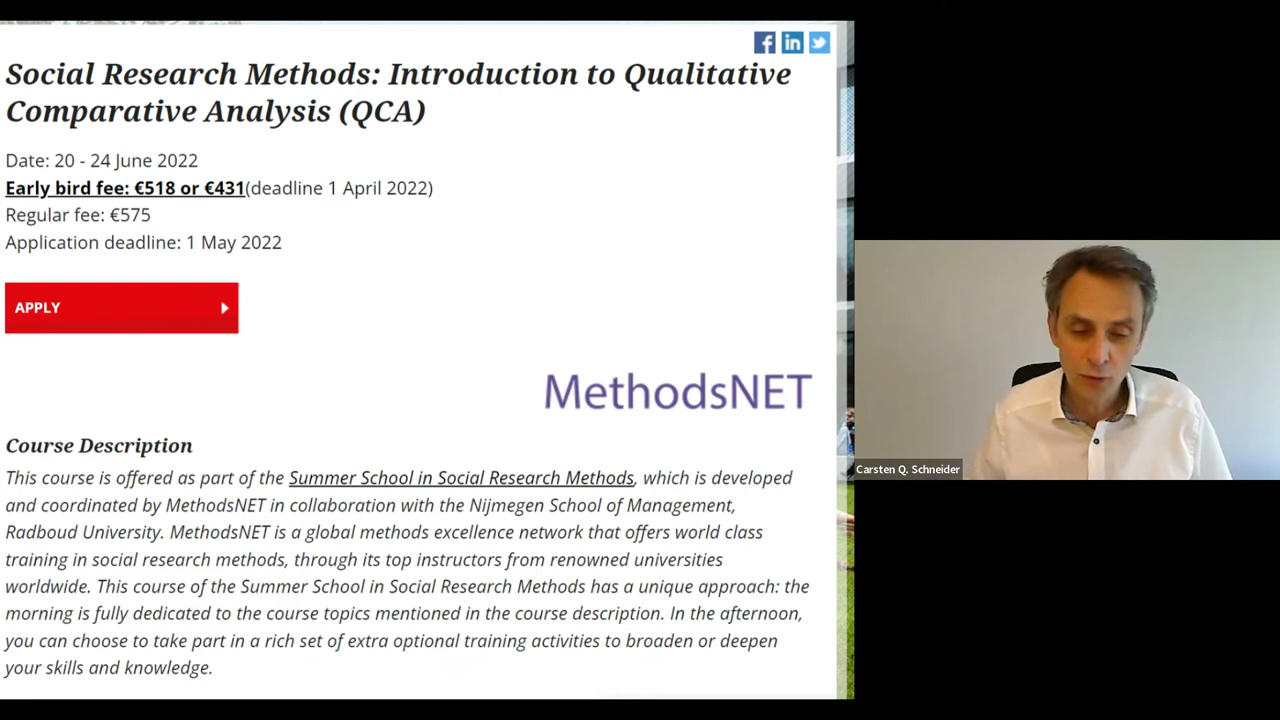 Social Research Methods: Introduction to Qualitative
Comparative Analysis (QCA)
Date: 20 - 24 June 2022
Early bird fee: €518 or €431(deadline 1 April 2022)
Regular fee: €575
Application deadline: 1 May 2022
APPLY
MethodsNET
Course Description
This course is offered as part of the Summer School in Social Research Methods, which is developed
and coordinated by MethodsNET in collaboration with the Nijmegen School of Management,
Radboud University. MethodsNET is a global methods excellence network that offers world class
training in social research methods, through its top instructors from renowned universities
worldwide. This course of the Summer School in Social Research Methods has a unique approach: the
morning is fully dedicated to the course topics mentioned in the course description. In the afternoon,
you can choose to take part in a rich set of extra optional training activities to broaden or deepen
your skills and knowledge.
Carsten Q. Schneider